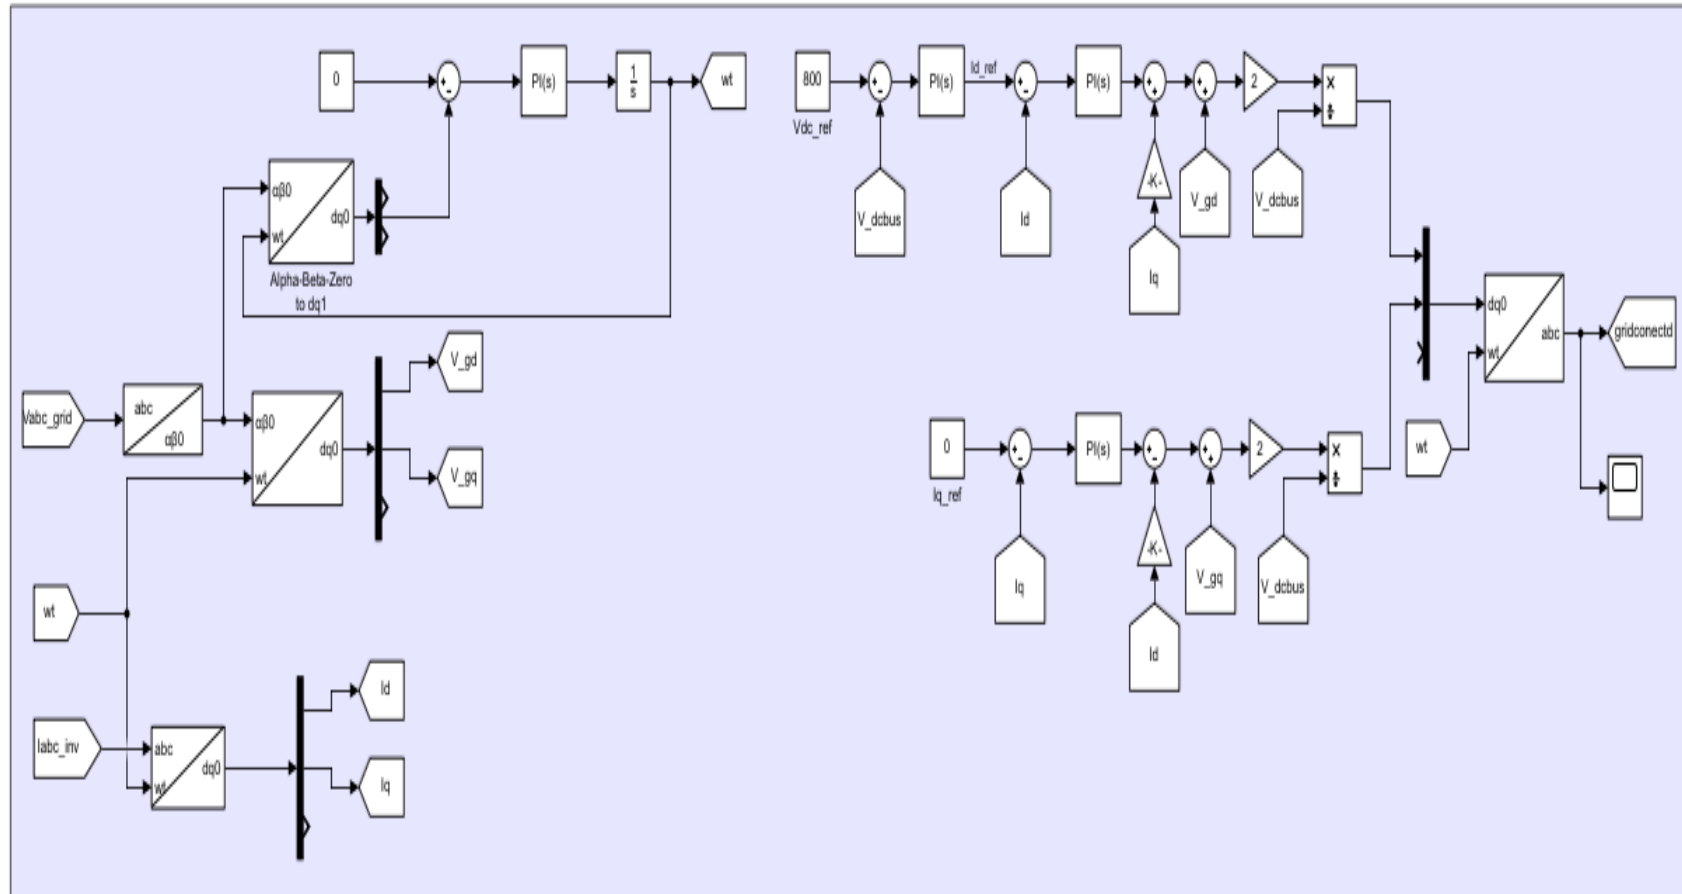 0
PI(s)
1
s
wt
αβ0
wt
dq0
Alpha-Beta-Zero
to dq1
Vabc_grid
abc
αβ0
αβ0
wt
dq0
V_gd
V_gq
wt
Iabc_inv
abc
wt
dq0
Id
Iq
800
Vdc_ref
V_dcbus
PI(s)
Id_ref
Id
PI(s)
-K-
Iq
V_gd
2
V_dcbus
×
÷
0
Iq_ref
Iq
PI(s)
-K-
Id
V_gq
2
V_dcbus
×
÷
wt
dq0
wt
abc
gridconectd